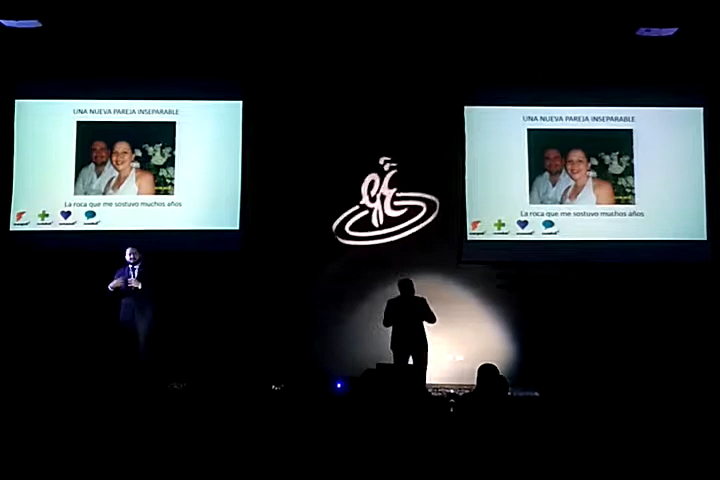 UNA NUEVA PAREJA INSEPARABLE
La roca que me sostuvo muchos años
GE
UNA NUEVA PAREJA INSEPARABLE
La roca que me sostuvo muchos años